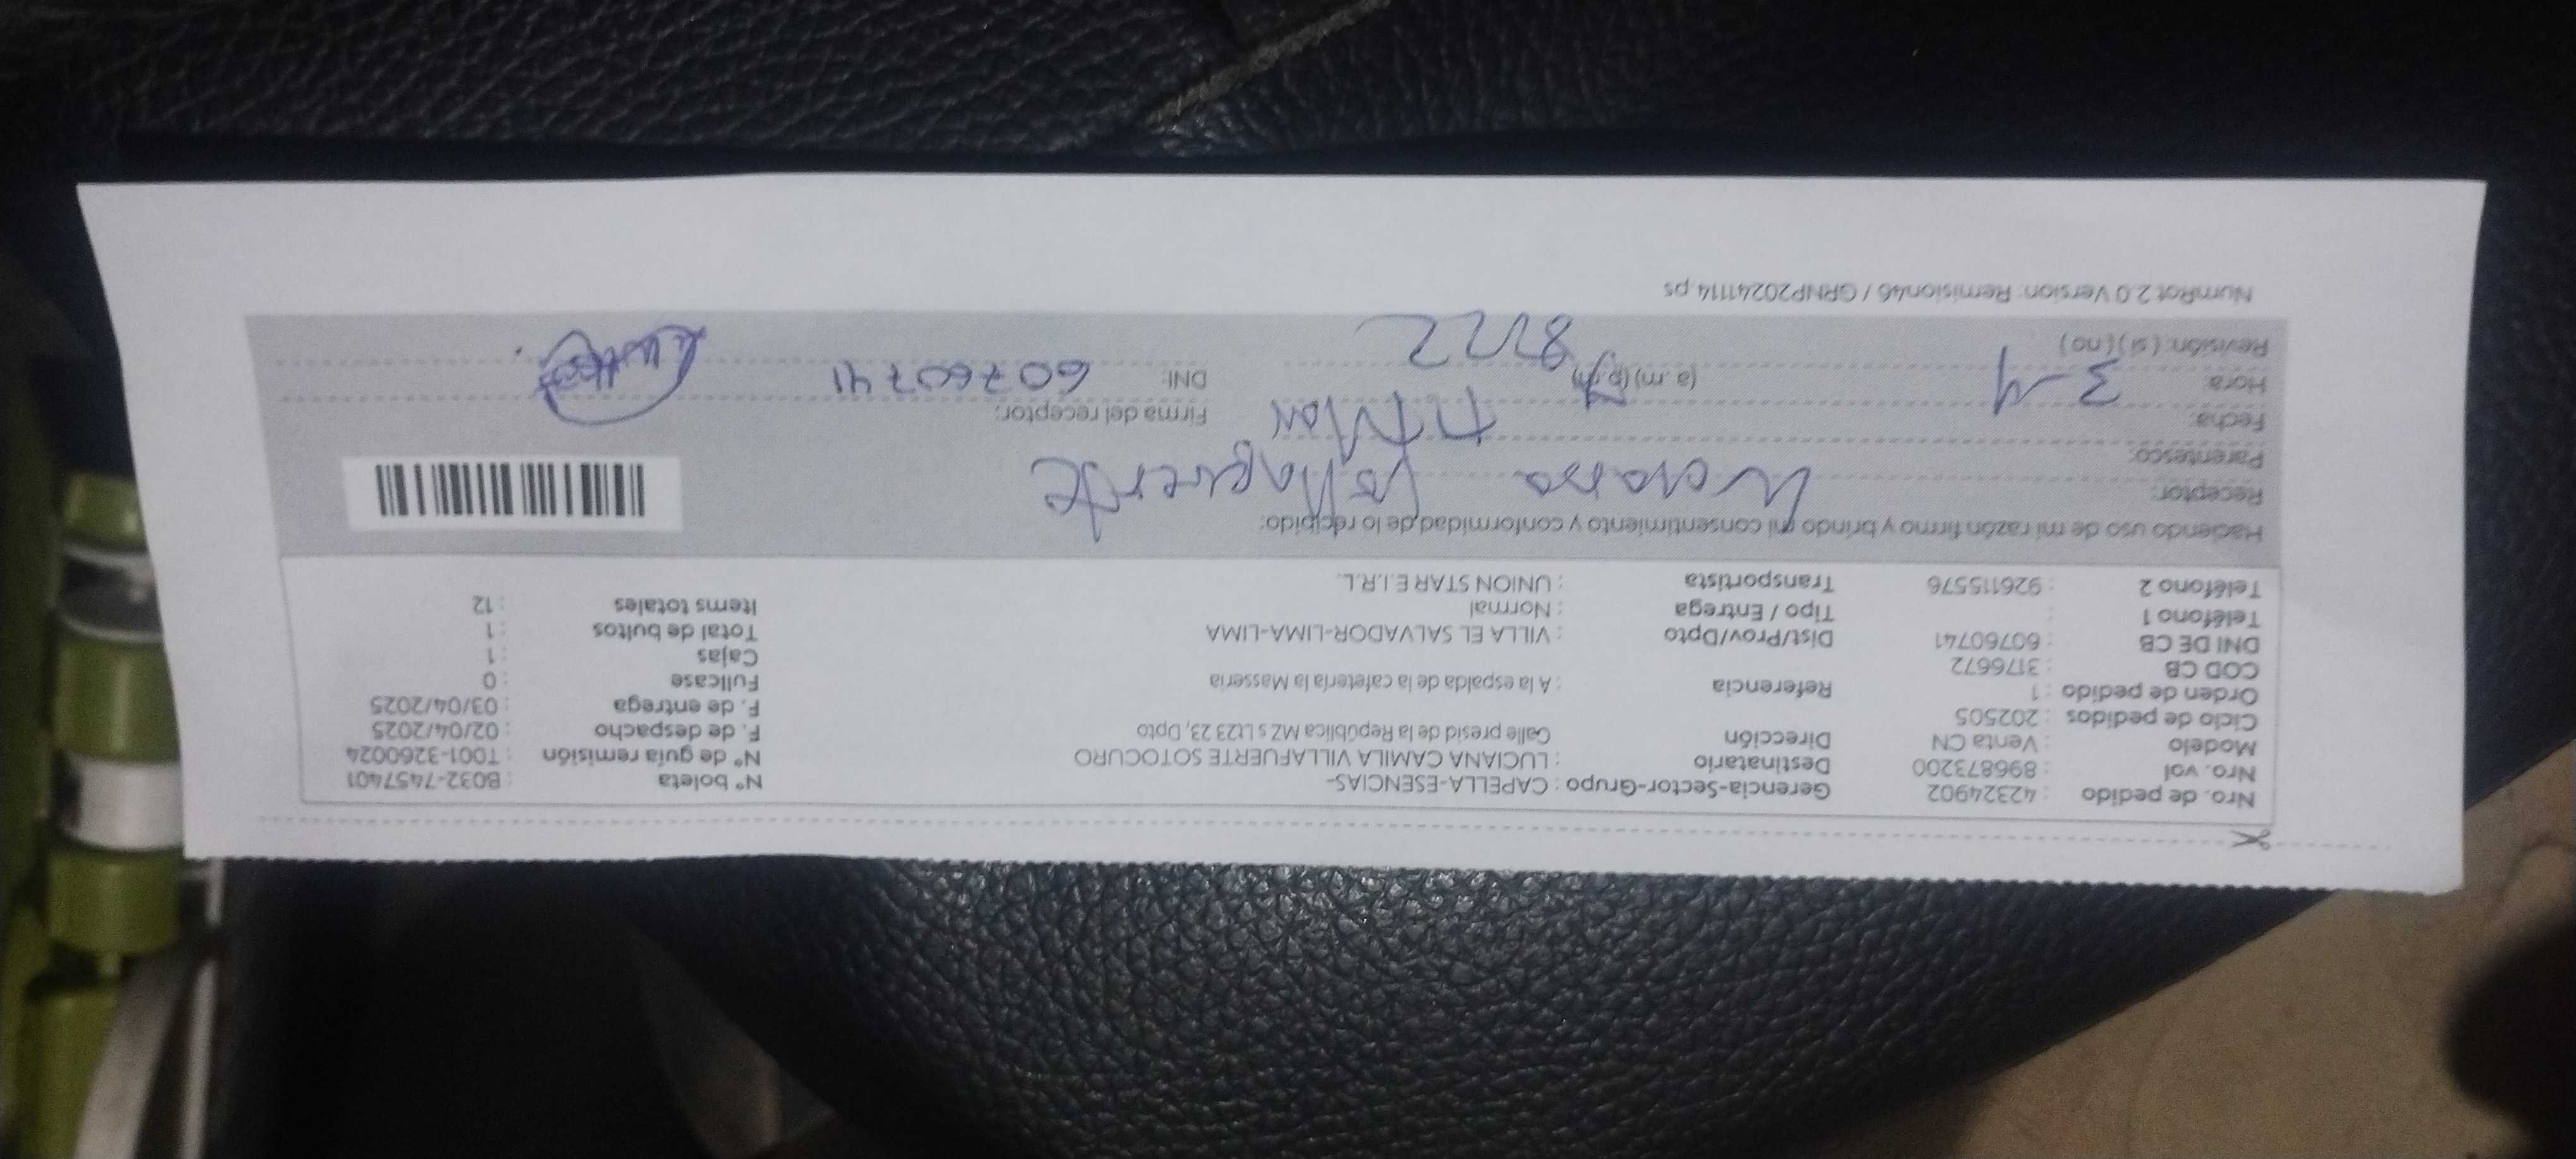 Nro. de pedido : 42324902 Gerencia-Sector-Grupo : CAPELLA-ESENCIAS- N° boleta : B032-7457401
Nro. vol : 896873200 Destinatario : LUCIANA CAMILA VILLAFUERTE SOTOCURO N° de guía remisión : T001-3260024
Modelo : Venta CN Dirección Calle presid de la República MZ s Lt23 23, Dpto F. de despacho : 02/04/2025
Ciclo de pedidos : 202505 F. de entrega : 03/04/2025
Orden de pedido : 1 Referencia : A la espalda de la cafetería la Masseria Fullcase : 0
COD CB : 3176672 Cajas : 1
DNI DE CB : 60760741 Dist/Prov/Dpto : VILLA EL SALVADOR-LIMA-LIMA Total de bultos : 1
Teléfono 1 : Tipo / Entrega : Normal Items totales : 12
Teléfono 2 : 926115576 Transportista : UNION STAR E.I.R.L.
Haciendo uso de mi razón firmo y brindo mi consentimiento y conformidad de lo recibido:
Receptor: Luciana Villafuerte
Parentesco:
Fecha: 3-4 Firma del receptor:
Hora: (a.m) (p.m) DNI: 60760741
Revisión: (si) (no)
NumRot 2.0 Version: Remision46 / GRNP20241114 ps